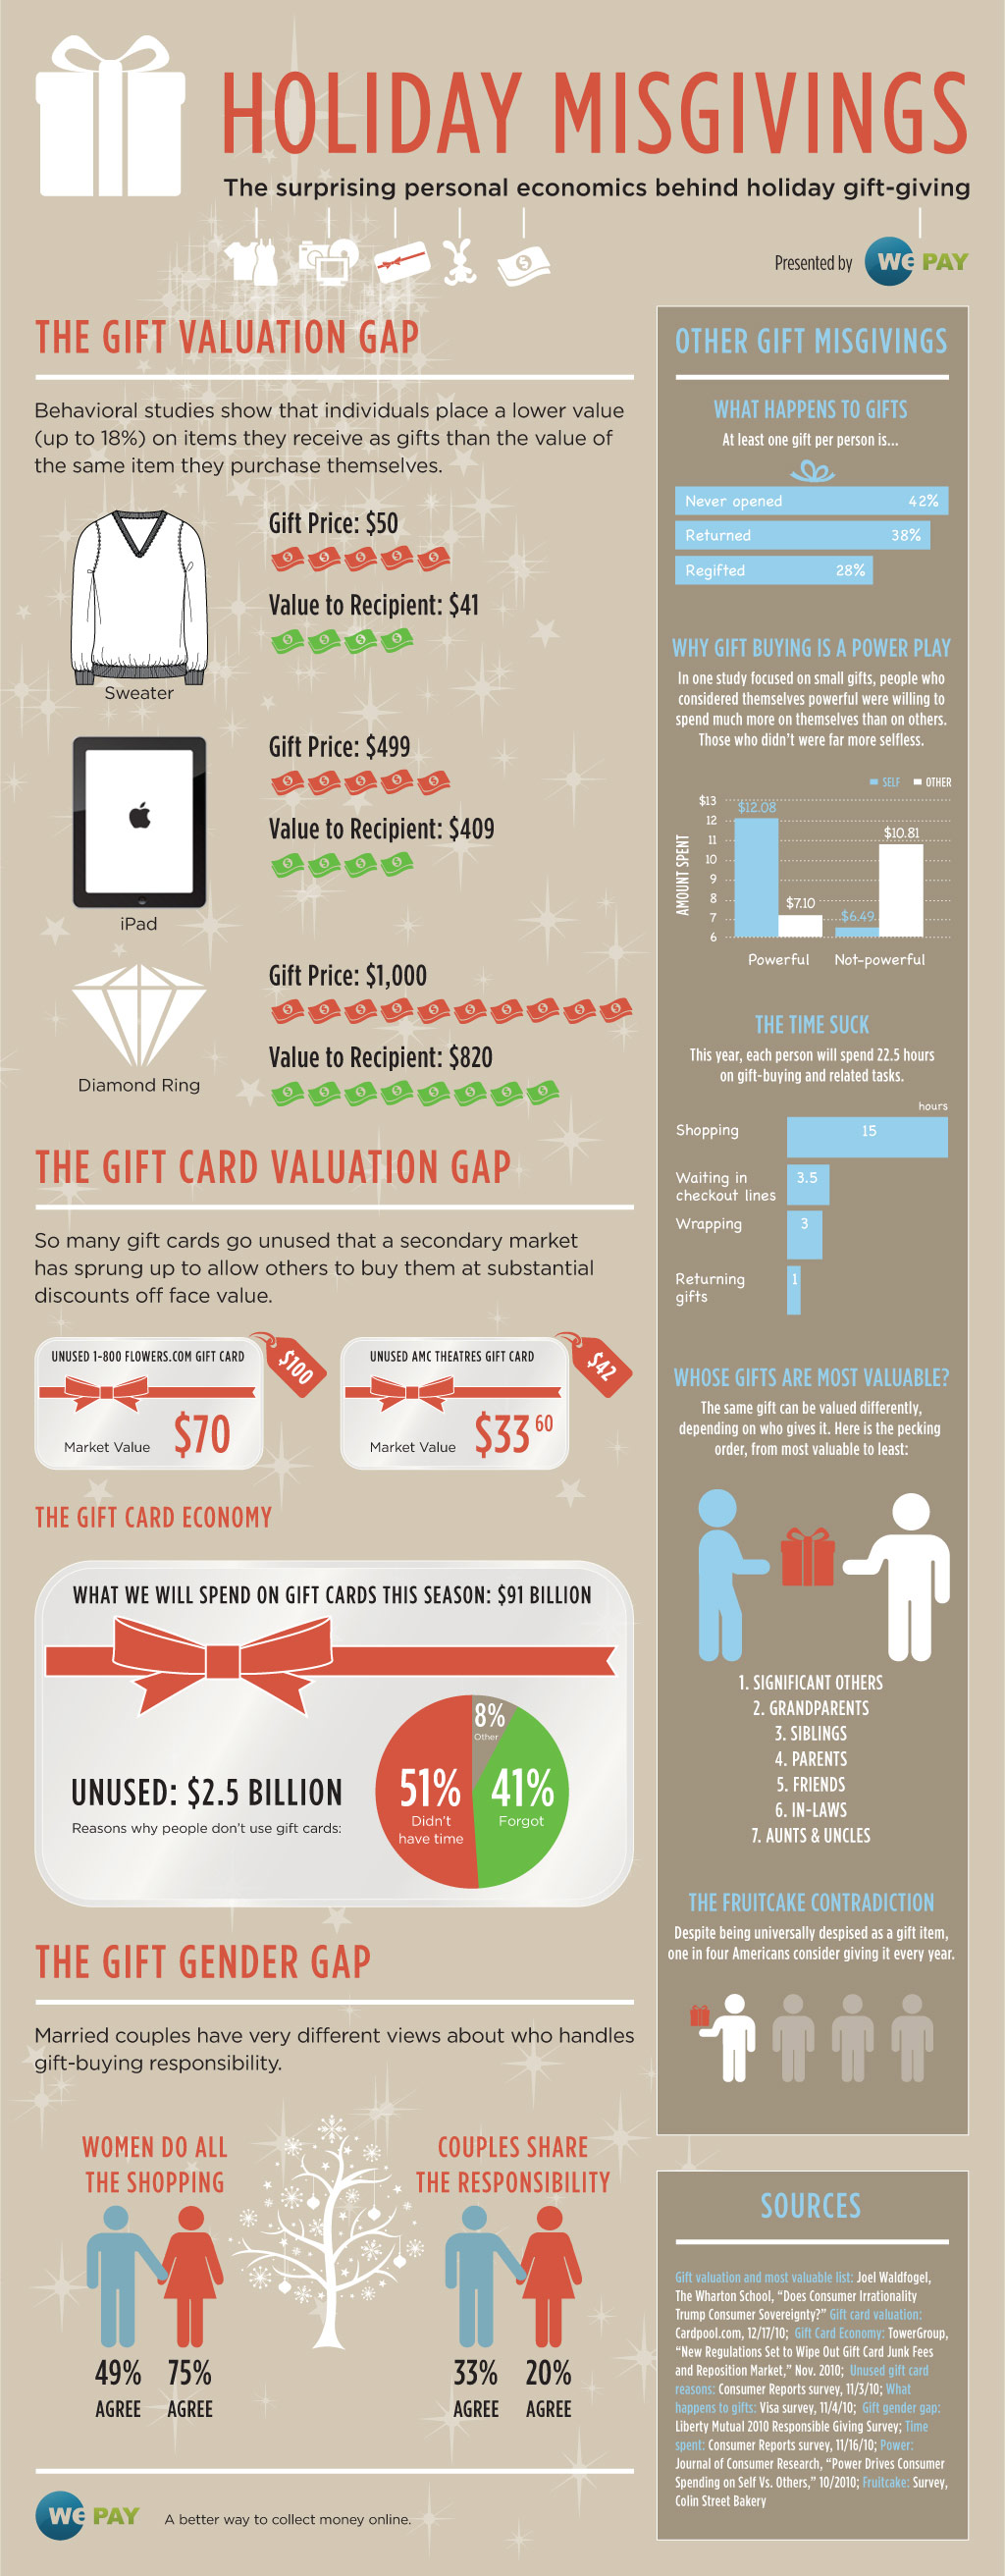 HOLIDAY MISGIVINGS
The surprising personal economics behind holiday gift-giving
Presented by WePAY
THE GIFT VALUATION GAP
Behavioral studies show that individuals place a lower value
(up to 18%) on items they receive as gifts than the value of
the same item they purchase themselves.
Gift Price: $50
Value to Recipient: $41
Sweater
Gift Price: $499
Value to Recipient: $409
iPad
Gift Price: $1,000
Value to Recipient: $820
Diamond Ring
THE GIFT CARD VALUATION GAP
So many gift cards go unused that a secondary market
has sprung up to allow others to buy them at substantial
discounts off face value.
UNUSED 1-800 FLOWERS.COM GIFT CARD
$100
Market Value $70
UNUSED AMC THEATRES GIFT CARD
$42
Market Value $33 60
THE GIFT CARD ECONOMY
WHAT WE WILL SPEND ON GIFT CARDS THIS SEASON: $91 BILLION
UNUSED: $2.5 BILLION
Reasons why people don't use gift cards:
8%
Other
51%
Didn't
have time
41%
Forgot
THE GIFT GENDER GAP
Married couples have very different views about who handles
gift-buying responsibility.
WOMEN DO ALL
THE SHOPPING
49% 75%
AGREE AGREE
COUPLES SHARE
THE RESPONSIBILITY
33% 20%
AGREE AGREE
WePAY
A better way to collect money online.
OTHER GIFT MISGIVINGS
WHAT HAPPENS TO GIFTS
At least one gift per person is...
Never opened 42%
Returned 38%
Regifted 28%
WHY GIFT BUYING IS A POWER PLAY
In one study focused on small gifts, people who
considered themselves powerful were willing to
spend much more on themselves than on others.
Those who didn't were far more selfless.
SELF OTHER
AMOUNT SPENT
$13
12
11
10
9
8
7
6
$12.08
$7.10
$6.49
$10.81
Powerful Not-powerful
THE TIME SUCK
This year, each person will spend 22.5 hours
on gift-buying and related tasks.
hours
Shopping 15
Waiting in
checkout lines
3.5
Wrapping 3
Returning
gifts
1
WHOSE GIFTS ARE MOST VALUABLE?
The same gift can be valued differently,
depending on who gives it. Here is the pecking
order, from most valuable to least:
1. SIGNIFICANT OTHERS
2. GRANDPARENTS
3. SIBLINGS
4. PARENTS
5. FRIENDS
6. IN-LAWS
7. AUNTS & UNCLES
THE FRUITCAKE CONTRADICTION
Despite being universally despised as a gift item,
one in four Americans consider giving it every year.
SOURCES
Gift valuation and most valuable list: Joel Waldfogel,
The Wharton School, "Does Consumer Irrationality
Trump Consumer Sovereignty?" Gift card valuation:
Cardpool.com, 12/17/10; Gift Card Economy: TowerGroup,
"New Regulations Set to Wipe Out Gift Card Junk Fees
and Reposition Market," Nov. 2010; Unused gift card
reasons: Consumer Reports survey, 11/3/10; What
happens to gifts: Visa survey, 11/4/10; Gift gender gap:
Liberty Mutual 2010 Responsible Giving Survey; Time
spent: Consumer Reports survey, 11/16/10; Power:
Journal of Consumer Research, "Power Drives Consumer
Spending on Self Vs. Others," 10/2010; Fruitcake: Survey,
Colin Street Bakery